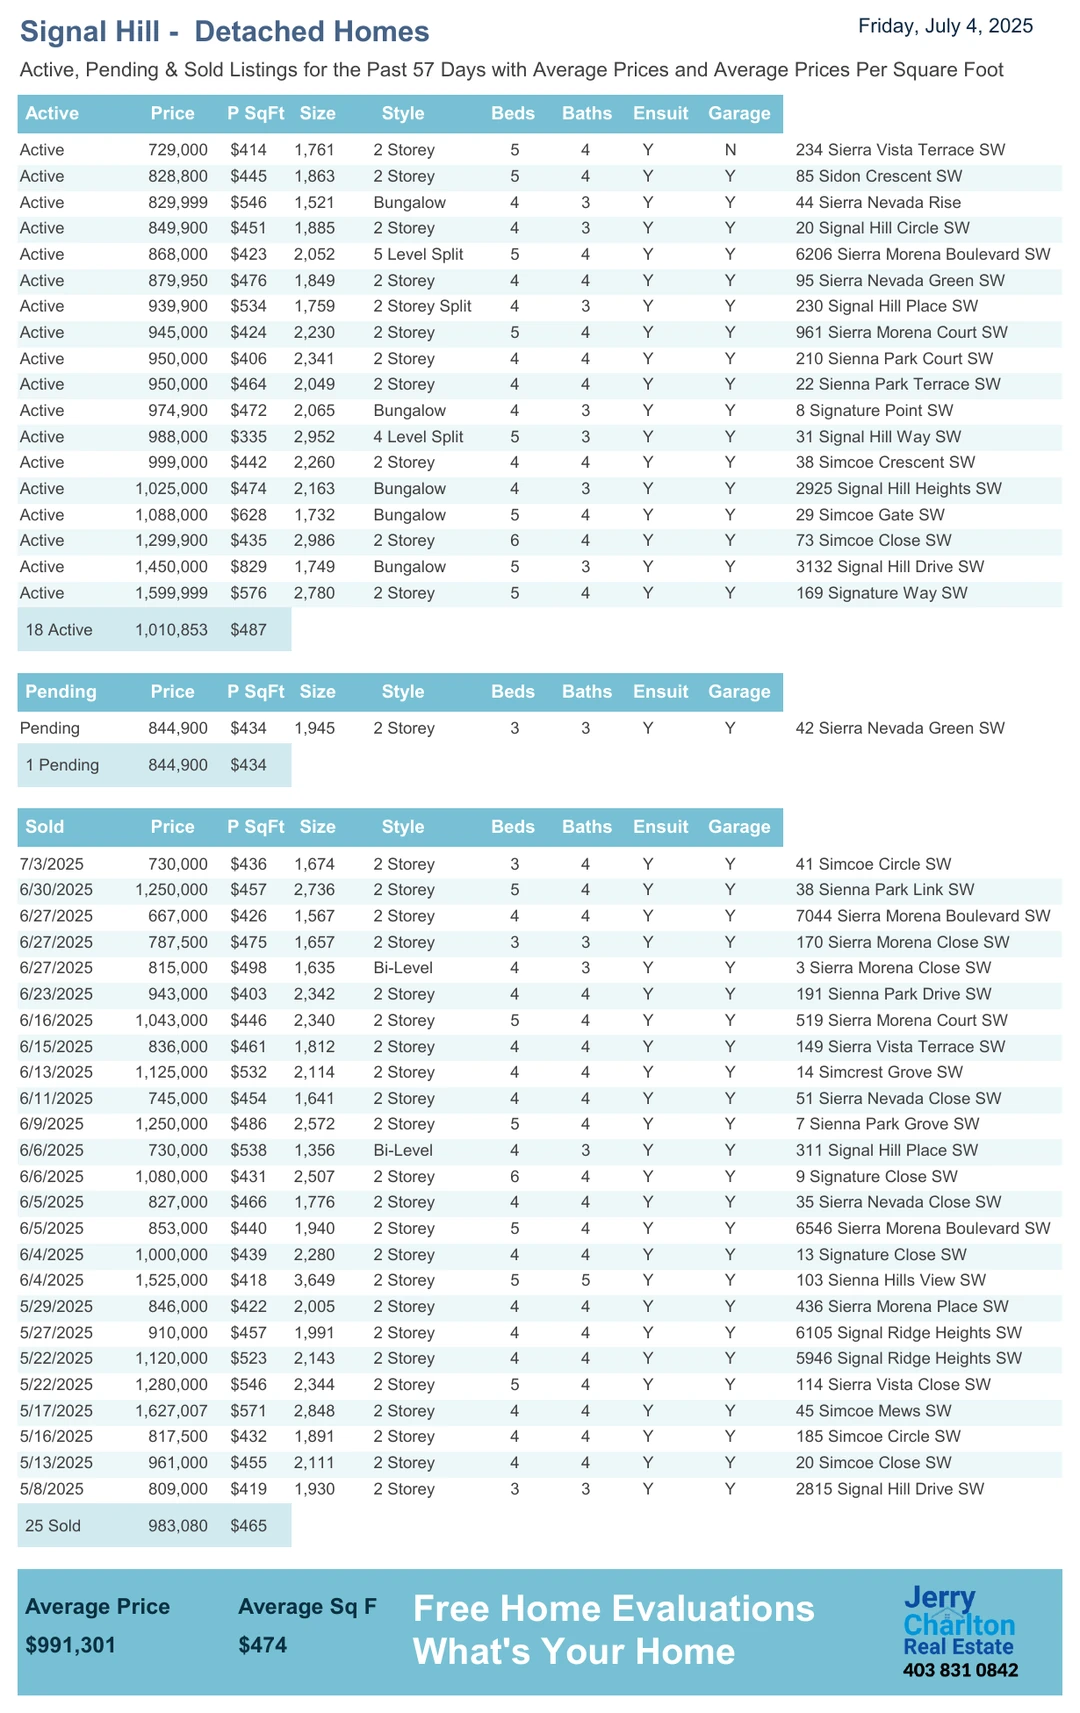 Signal Hill - Detached Homes
Friday, July 4, 2025
Active, Pending & Sold Listings for the Past 57 Days with Average Prices and Average Prices Per Square Foot
Active Price P SqFt Size Style Beds Baths Ensuit Garage
Active 729,000 $414 1,761 2 Storey 5 4 Y N 234 Sierra Vista Terrace SW
Active 828,800 $445 1,863 2 Storey 5 4 Y Y 85 Sidon Crescent SW
Active 829,999 $546 1,521 Bungalow 4 3 Y Y 44 Sierra Nevada Rise
Active 849,900 $451 1,885 2 Storey 4 3 Y Y 20 Signal Hill Circle SW
Active 868,000 $423 2,052 5 Level Split 5 4 Y Y 6206 Sierra Morena Boulevard SW
Active 879,950 $476 1,849 2 Storey 4 4 Y Y 95 Sierra Nevada Green SW
Active 939,900 $534 1,759 2 Storey Split 4 3 Y Y 230 Signal Hill Place SW
Active 945,000 $424 2,230 2 Storey 5 4 Y Y 961 Sierra Morena Court SW
Active 950,000 $406 2,341 2 Storey 4 4 Y Y 210 Sienna Park Court SW
Active 950,000 $464 2,049 2 Storey 4 4 Y Y 22 Sienna Park Terrace SW
Active 974,900 $472 2,065 Bungalow 4 3 Y Y 8 Signature Point SW
Active 988,000 $335 2,952 4 Level Split 5 3 Y Y 31 Signal Hill Way SW
Active 999,000 $442 2,260 2 Storey 4 4 Y Y 38 Simcoe Crescent SW
Active 1,025,000 $474 2,163 Bungalow 4 3 Y Y 2925 Signal Hill Heights SW
Active 1,088,000 $628 1,732 Bungalow 5 4 Y Y 29 Simcoe Gate SW
Active 1,299,900 $435 2,986 2 Storey 6 4 Y Y 73 Simcoe Close SW
Active 1,450,000 $829 1,749 Bungalow 5 3 Y Y 3132 Signal Hill Drive SW
Active 1,599,999 $576 2,780 2 Storey 5 4 Y Y 169 Signature Way SW
18 Active 1,010,853 $487
Pending Price P SqFt Size Style Beds Baths Ensuit Garage
Pending 844,900 $434 1,945 2 Storey 3 3 Y Y 42 Sierra Nevada Green SW
1 Pending 844,900 $434
Sold Price P SqFt Size Style Beds Baths Ensuit Garage
7/3/2025 730,000 $436 1,674 2 Storey 3 4 Y Y 41 Simcoe Circle SW
6/30/2025 1,250,000 $457 2,736 2 Storey 5 4 Y Y 38 Sienna Park Link SW
6/27/2025 667,000 $426 1,567 2 Storey 4 4 Y Y 7044 Sierra Morena Boulevard SW
6/27/2025 787,500 $475 1,657 2 Storey 3 3 Y Y 170 Sierra Morena Close SW
6/27/2025 815,000 $498 1,635 Bi-Level 4 3 Y Y 3 Sierra Morena Close SW
6/23/2025 943,000 $403 2,342 2 Storey 4 4 Y Y 191 Sienna Park Drive SW
6/16/2025 1,043,000 $446 2,340 2 Storey 5 4 Y Y 519 Sierra Morena Court SW
6/15/2025 836,000 $461 1,812 2 Storey 4 4 Y Y 149 Sierra Vista Terrace SW
6/13/2025 1,125,000 $532 2,114 2 Storey 4 4 Y Y 14 Simcrest Grove SW
6/11/2025 745,000 $454 1,641 2 Storey 4 4 Y Y 51 Sierra Nevada Close SW
6/9/2025 1,250,000 $486 2,572 2 Storey 5 4 Y Y 7 Sienna Park Grove SW
6/6/2025 730,000 $538 1,356 Bi-Level 4 3 Y Y 311 Signal Hill Place SW
6/6/2025 1,080,000 $431 2,507 2 Storey 6 4 Y Y 9 Signature Close SW
6/5/2025 827,000 $466 1,776 2 Storey 4 4 Y Y 35 Sierra Nevada Close SW
6/5/2025 853,000 $440 1,940 2 Storey 5 4 Y Y 6546 Sierra Morena Boulevard SW
6/4/2025 1,000,000 $439 2,280 2 Storey 4 4 Y Y 13 Signature Close SW
6/4/2025 1,525,000 $418 3,649 2 Storey 5 5 Y Y 103 Sienna Hills View SW
5/29/2025 846,000 $422 2,005 2 Storey 4 4 Y Y 436 Sierra Morena Place SW
5/27/2025 910,000 $457 1,991 2 Storey 4 4 Y Y 6105 Signal Ridge Heights SW
5/22/2025 1,120,000 $523 2,143 2 Storey 4 4 Y Y 5946 Signal Ridge Heights SW
5/22/2025 1,280,000 $546 2,344 2 Storey 5 4 Y Y 114 Sierra Vista Close SW
5/17/2025 1,627,007 $571 2,848 2 Storey 4 4 Y Y 45 Simcoe Mews SW
5/16/2025 817,500 $432 1,891 2 Storey 4 4 Y Y 185 Simcoe Circle SW
5/13/2025 961,000 $455 2,111 2 Storey 4 4 Y Y 20 Simcoe Close SW
5/8/2025 809,000 $419 1,930 2 Storey 3 3 Y Y 2815 Signal Hill Drive SW
25 Sold 983,080 $465
Average Price Average Sq F
$991,301 $474
Free Home Evaluations
What's Your Home
Jerry
Charlton
Real Estate
403 831 0842